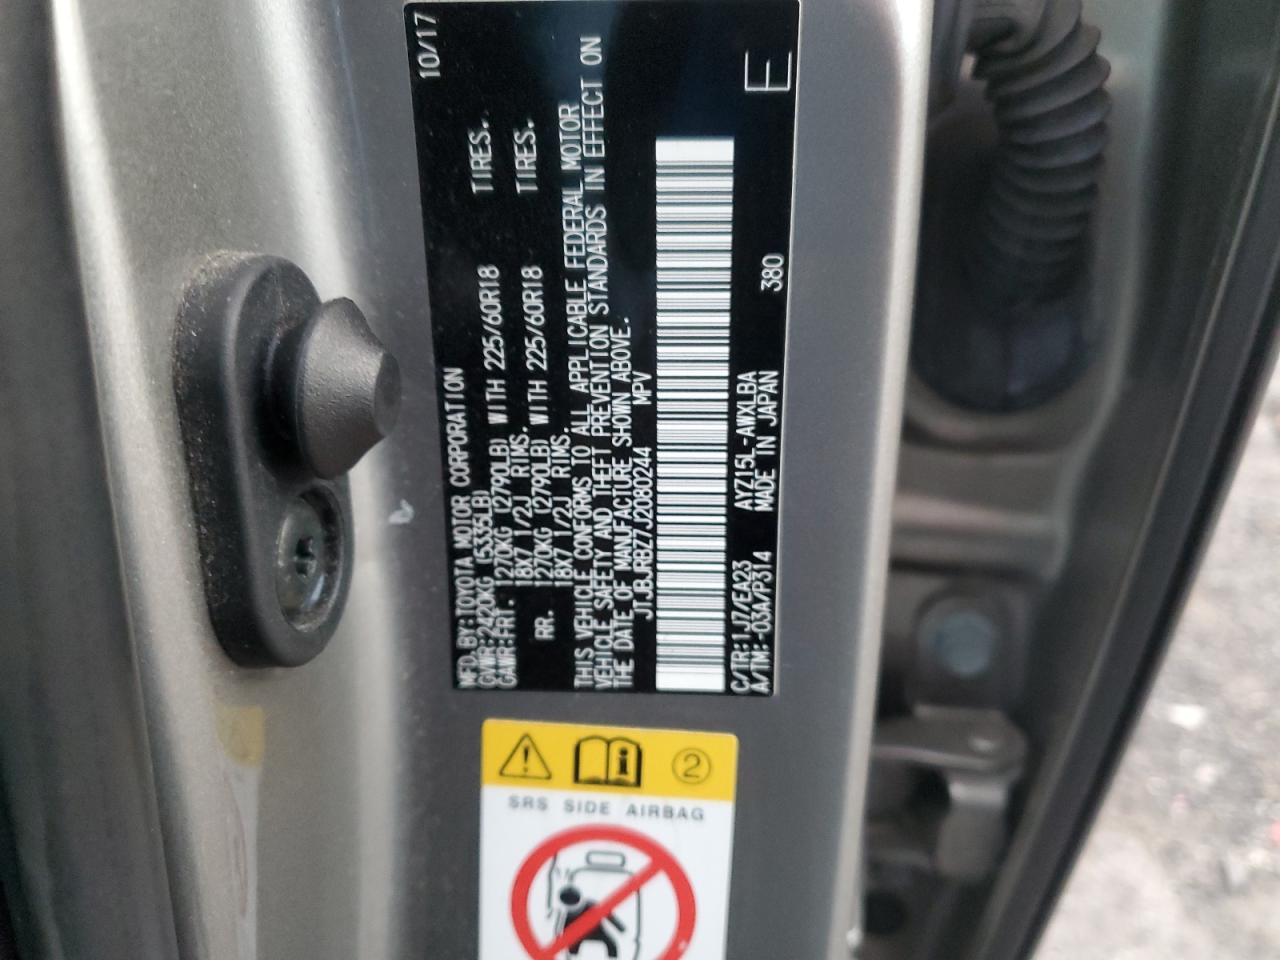 MFD. BY: TOYOTA MOTOR CORPORATION 10/17
GVWR: 2420KG (5335LB)
GAWR: FRT. 1270KG (2790LB) WITH 225/60R18 TIRES.
18X7 1/2J RIMS.
RR. 1270KG (2790LB) WITH 225/60R18 TIRES.
18X7 1/2J RIMS.
THIS VEHICLE CONFORMS TO ALL APPLICABLE FEDERAL MOTOR
VEHICLE SAFETY AND THEFT PREVENTION STANDARDS IN EFFECT ON
THE DATE OF MANUFACTURE SHOWN ABOVE.
JTJBJRBZ7J2080244 MPV
C/TR: 1J7/EA23 AYZ15L-AWXLBA 380
A/TM: -03A/P314 MADE IN JAPAN
E
2
SRS SIDE AIRBAG